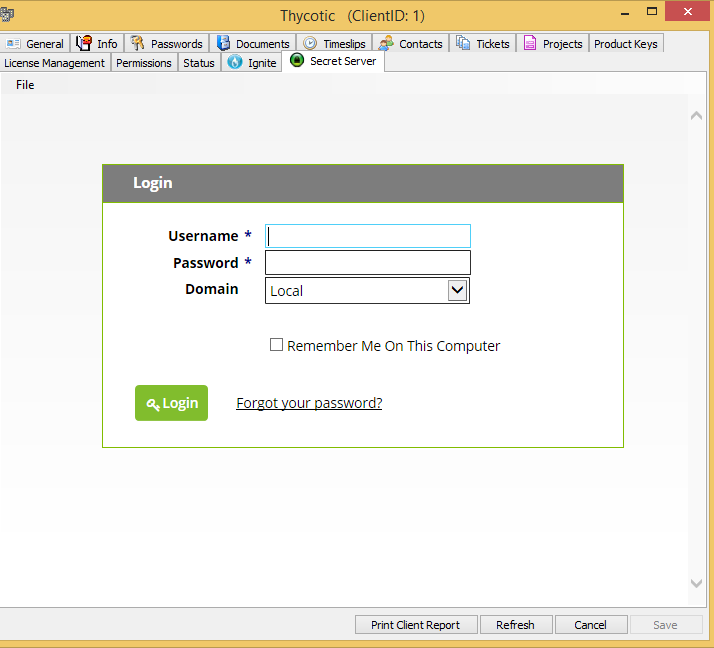 Thycotic (ClientID: 1)
General Info Passwords Documents Timeslips Contacts Tickets Projects Product Keys
License Management Permissions Status Ignite Secret Server
File
Login
Username *
Password *
Domain Local
Remember Me On This Computer
Login Forgot your password?
Print Client Report Refresh Cancel Save